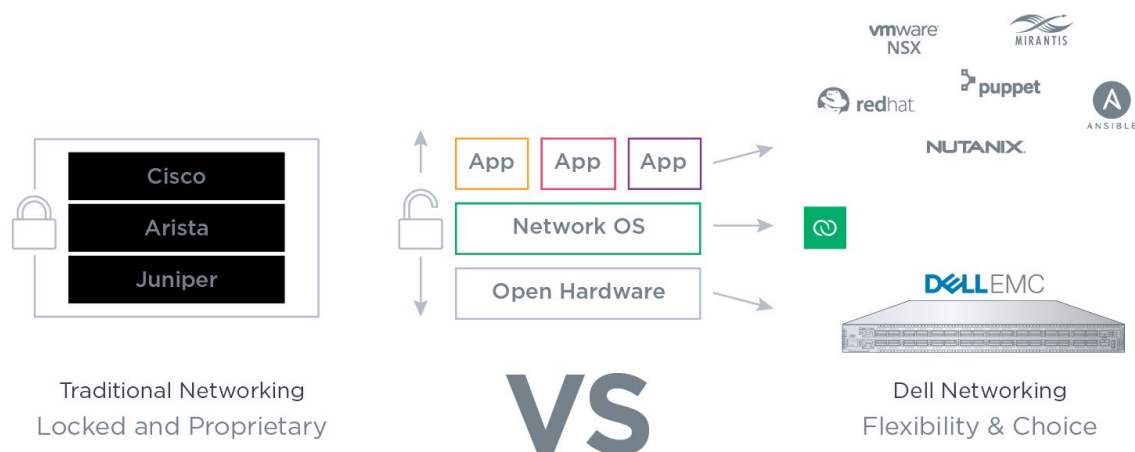 vmware
NSX
MIRANTIS
puppet
redhat
ANSIBLE
NUTANIX
Cisco
Arista
Juniper
App App App
Network OS
Open Hardware
DELLEMC
Traditional Networking
Locked and Proprietary
VS
Dell Networking
Flexibility & Choice